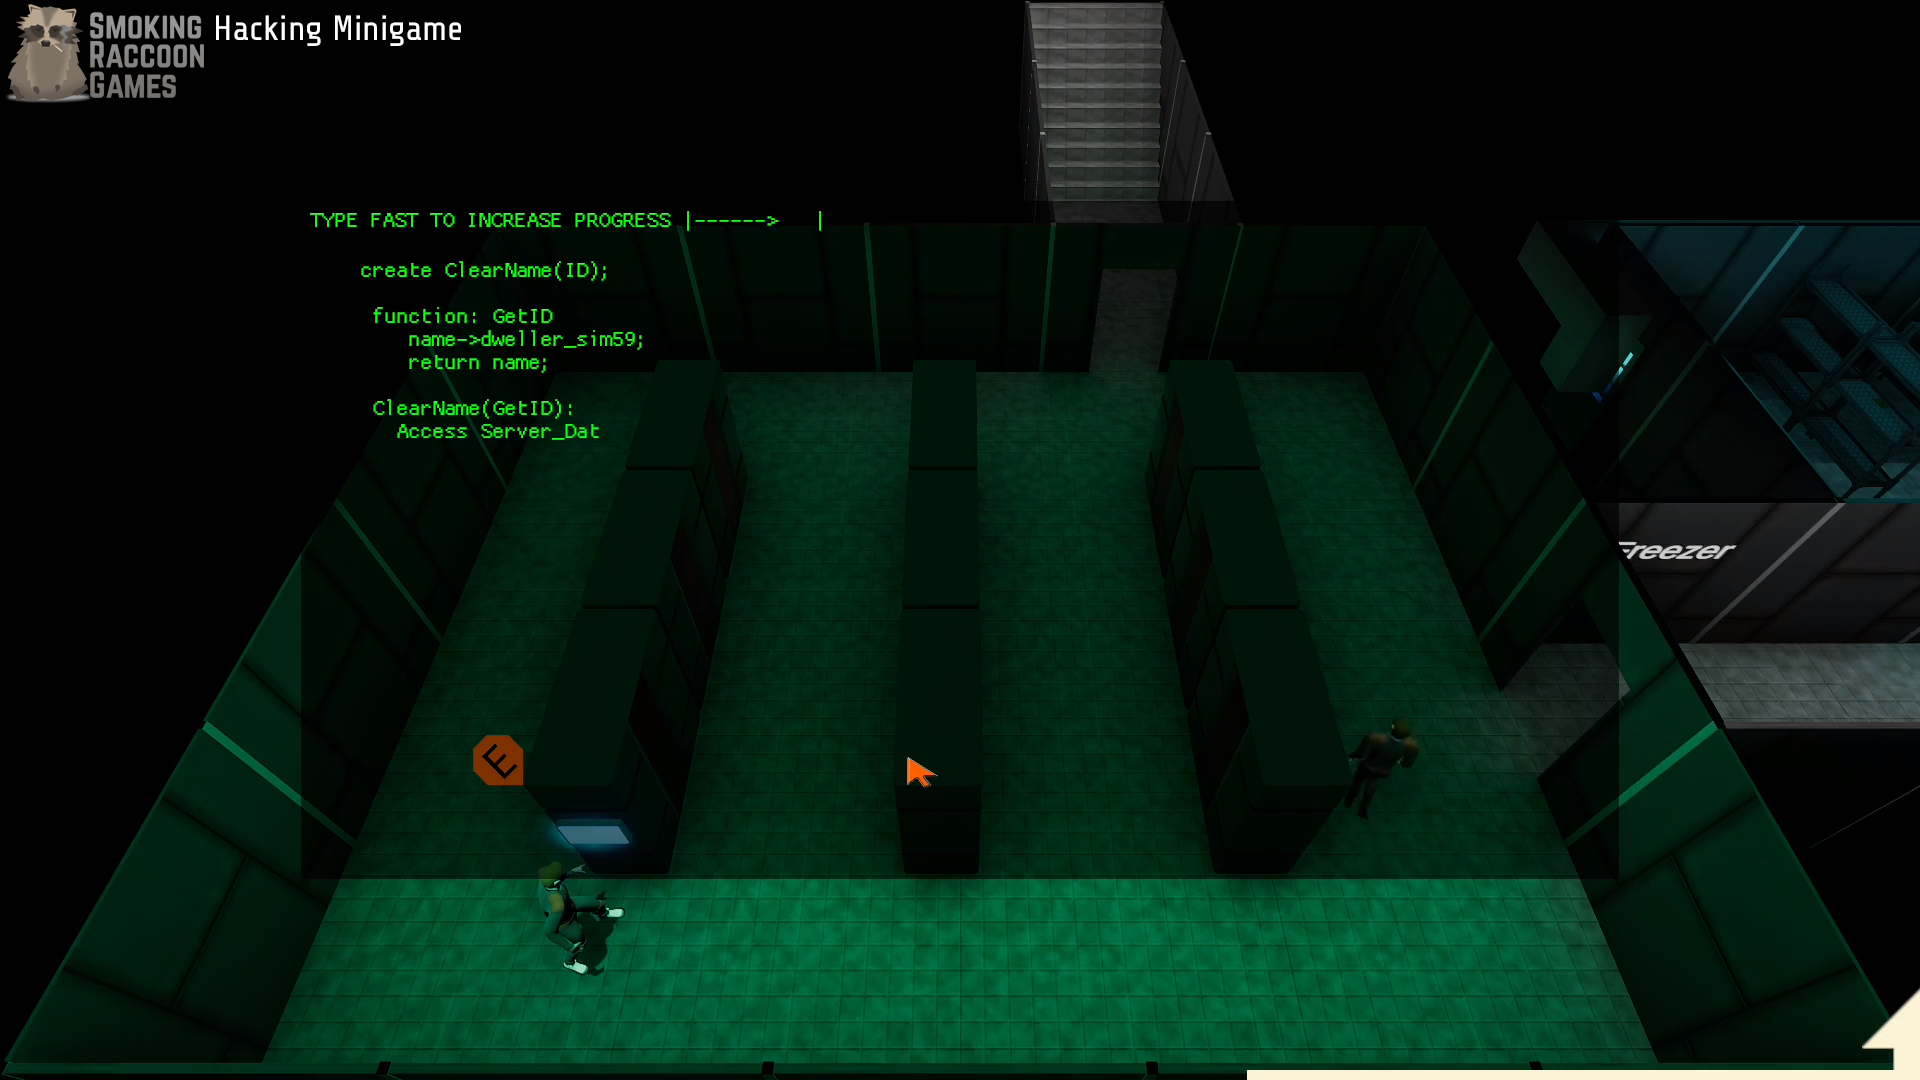 SMOKING
RACCOON
GAMES
Hacking Minigame
TYPE FAST TO INCREASE PROGRESS |------> |
create ClearName(ID);
function: GetID
name->dweller_sim59;
return name;
ClearName(GetID):
Access Server_Dat
Freezer
E